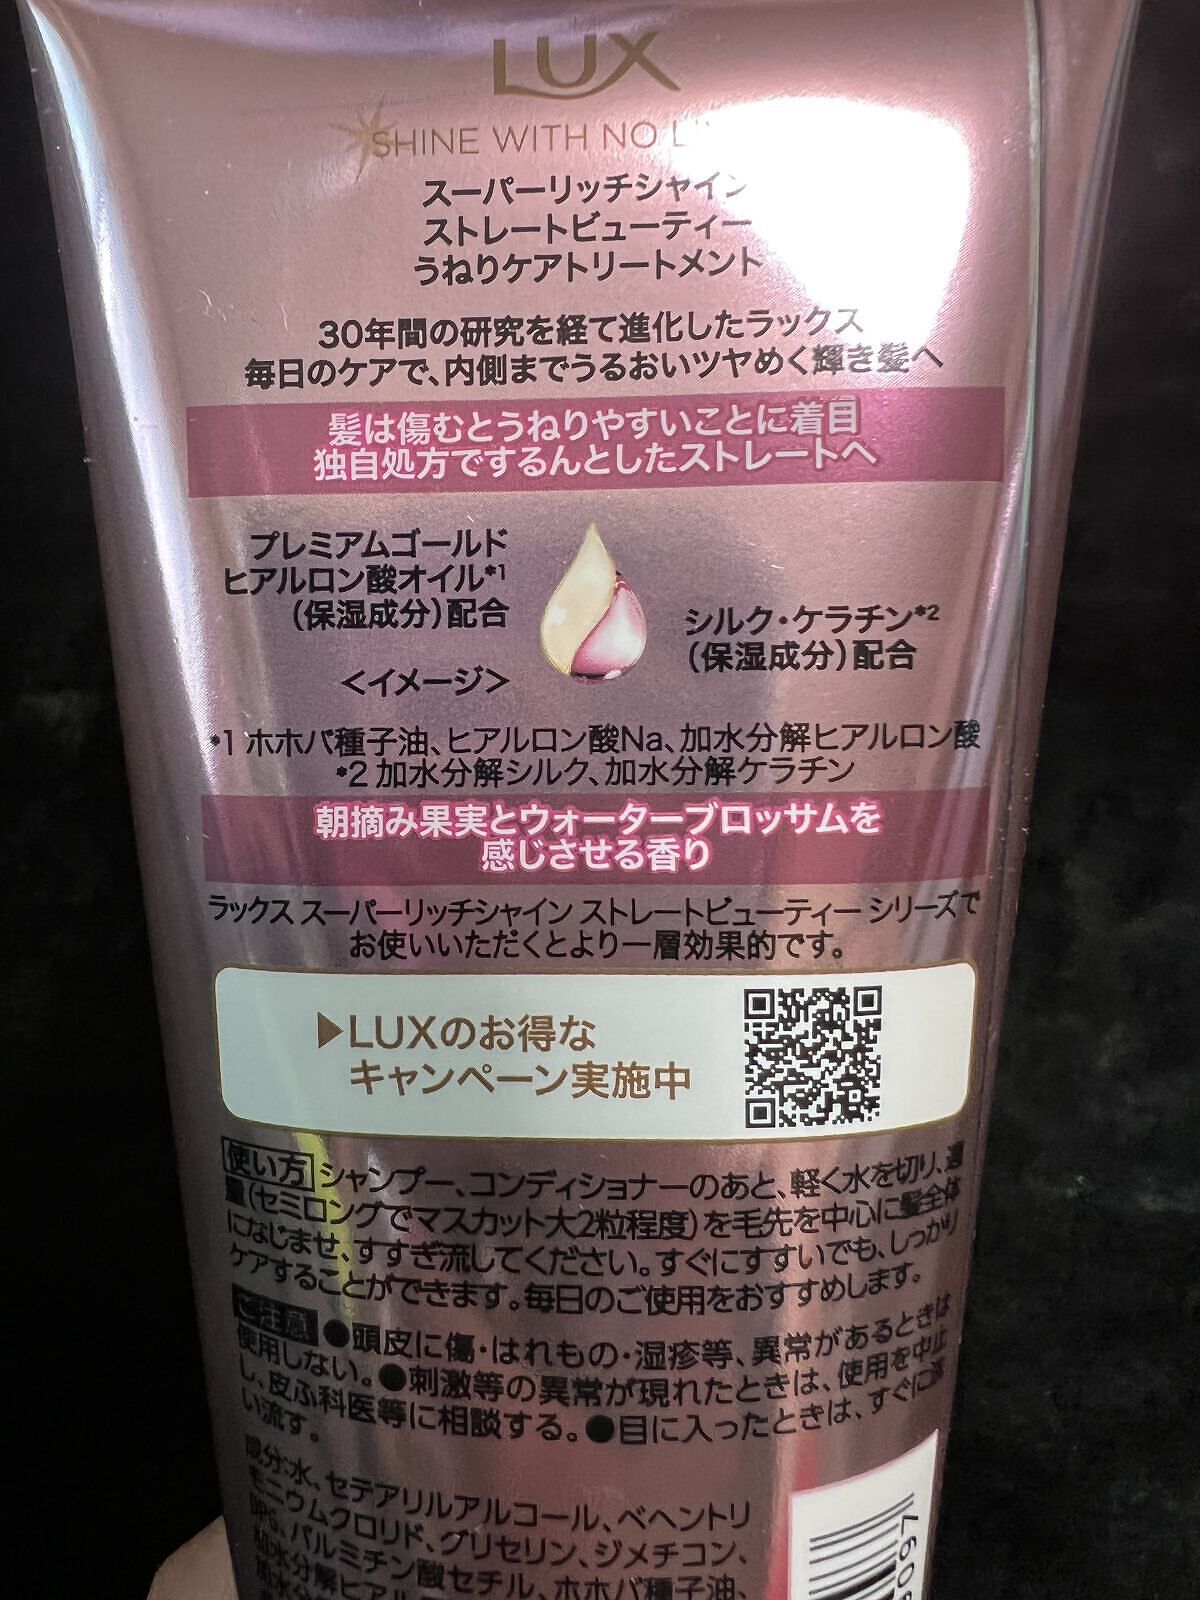 LUX
SHINE WITH NO
スーパーリッチシャイン
ストレートビューティー
うねりケアトリートメント
30年間の研究を経て進化したラックス
毎日のケアで、内側までうるおいツヤめく輝き髪へ
髪は傷むとうねりやすいことに着目
独自処方でするんとしたストレートへ
プレミアムゴールド
ヒアルロン酸オイル*1
(保湿成分)配合
シルク・ケラチン*2
(保湿成分)配合
<イメージ>
*1 ホホバ種子油、ヒアルロン酸Na、加水分解ヒアルロン酸
*2 加水分解シルク、加水分解ケラチン
朝摘み果実とウォーターブロッサムを
感じさせる香り
ラックス スーパーリッチシャイン ストレートビューティー シリーズで
お使いいただくとより一層効果的です。
▶LUXのお得な
キャンペーン実施中
使い方 シャンプー、コンディショナーのあと、軽く水を切り、適
量(セミロングでマスカット大2粒程度)を毛先を中心に髪全体
になじませ、すすぎ流してください。すぐにすすいでも、しっかり
ケアすることができます。毎日のご使用をおすすめします。
ご注意 ●頭皮に傷・はれもの・湿疹等、異常があるときは
使用しない。●刺激等の異常が現れたときは、使用を中止
し、皮ふ科医等に相談する。●目に入ったときは、すぐに洗
い流す。
成分:水、セテアリルアルコール、ベヘントリ
モニウムクロリド、グリセリン、ジメチコン、
DPG、パルミチン酸セチル、ホホバ種子油、
加水分解ヒアル